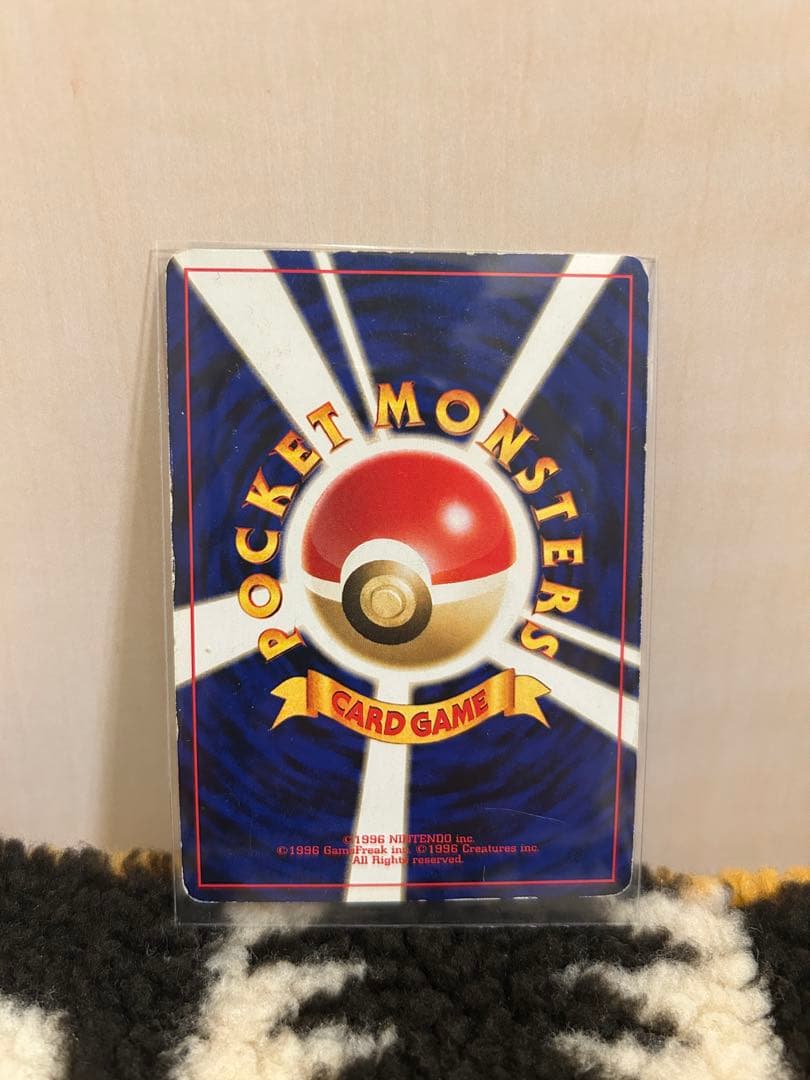 POCKET MONSTERS
CARD GAME
©1996 NINTENDO inc.
©1996 GameFreak inc. ©1996 Creatures inc.
All Rights reserved.